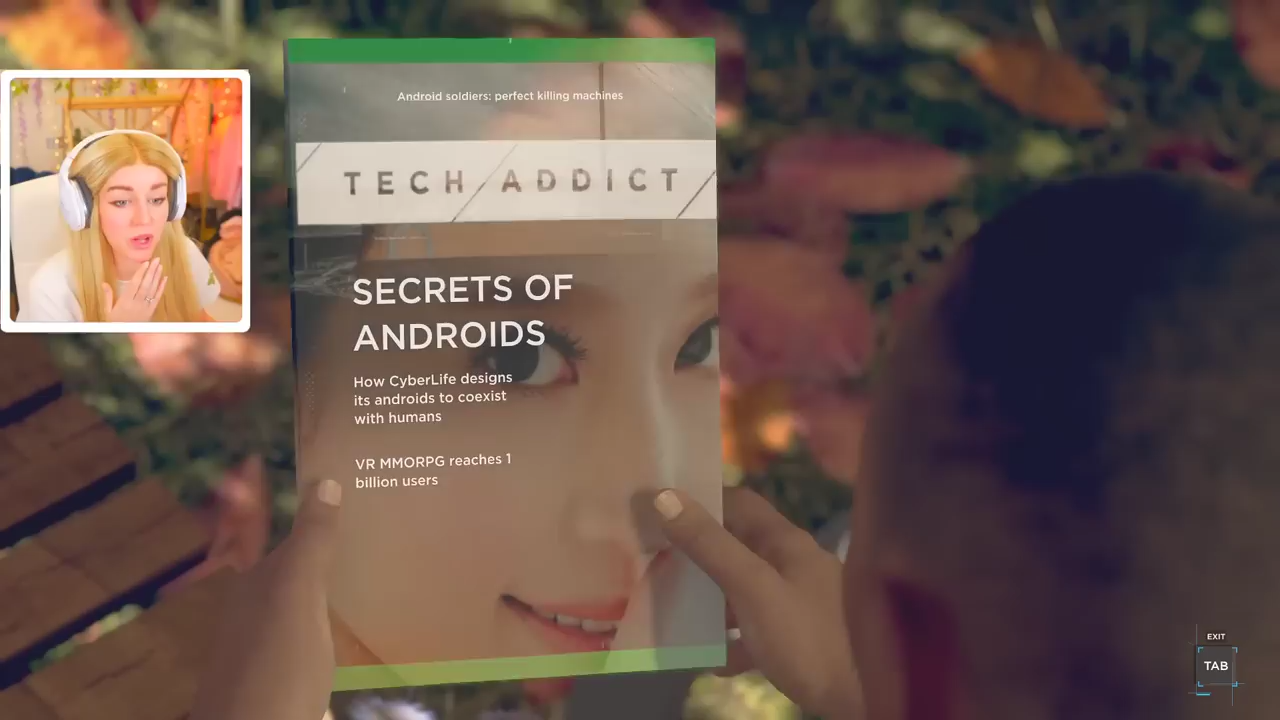 Android soldiers: perfect killing machines
TECH ADDICT
SECRETS OF
ANDROIDS
How CyberLife designs
its androids to coexist
with humans
VR MMORPG reaches 1
billion users
EXIT
TAB